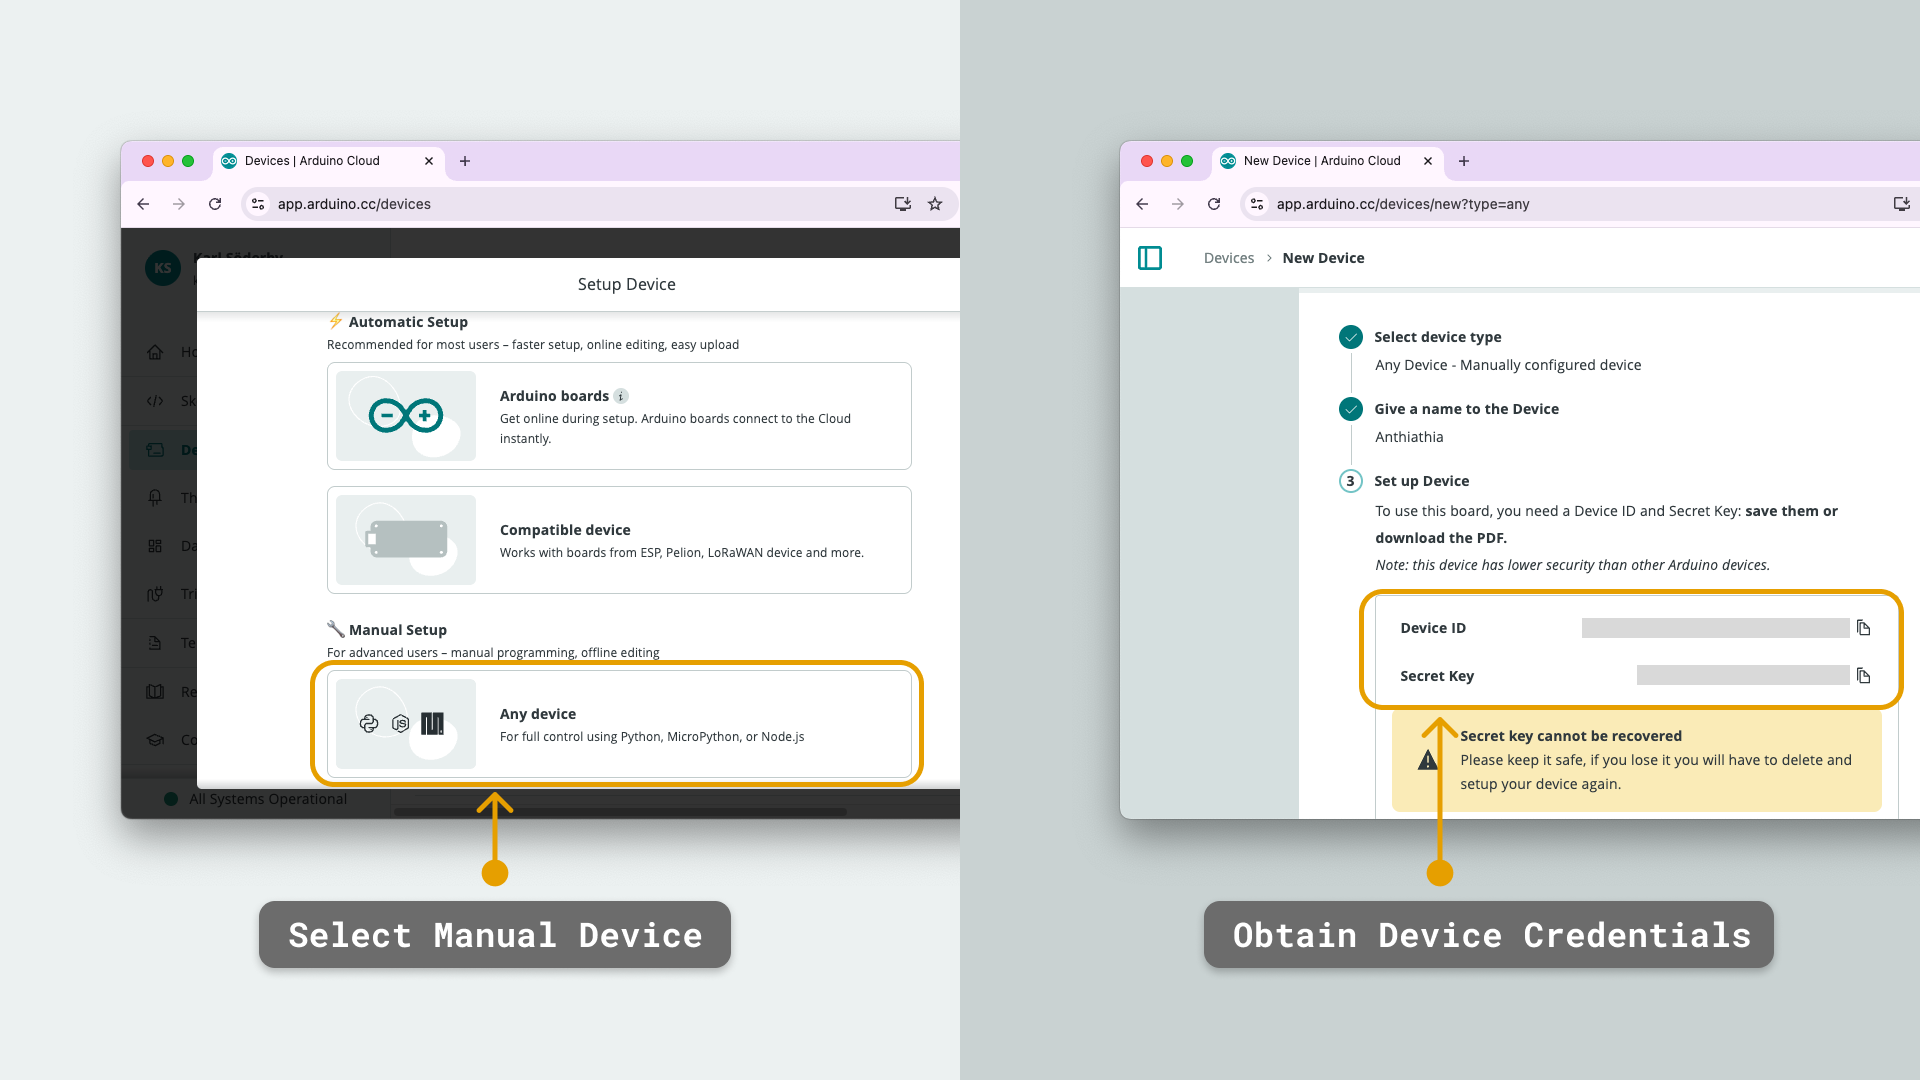 Devices | Arduino Cloud
app.arduino.cc/devices
KS
Karl Söderby
Setup Device
⚡ Automatic Setup
Recommended for most users – faster setup, online editing, easy upload
Arduino boards i
Get online during setup. Arduino boards connect to the Cloud
instantly.
Compatible device
Works with boards from ESP, Pelion, LoRaWAN device and more.
🔧 Manual Setup
For advanced users – manual programming, offline editing
Any device
For full control using Python, MicroPython, or Node.js
Ho
Sk
De
Th
Da
Tri
Te
Re
Co
All Systems Operational
Select Manual Device
New Device | Arduino Cloud
app.arduino.cc/devices/new?type=any
Devices > New Device
Select device type
Any Device - Manually configured device
Give a name to the Device
Anthiathia
3 Set up Device
To use this board, you need a Device ID and Secret Key: save them or
download the PDF.
Note: this device has lower security than other Arduino devices.
Device ID
Secret Key
Secret key cannot be recovered
Please keep it safe, if you lose it you will have to delete and
setup your device again.
Obtain Device Credentials